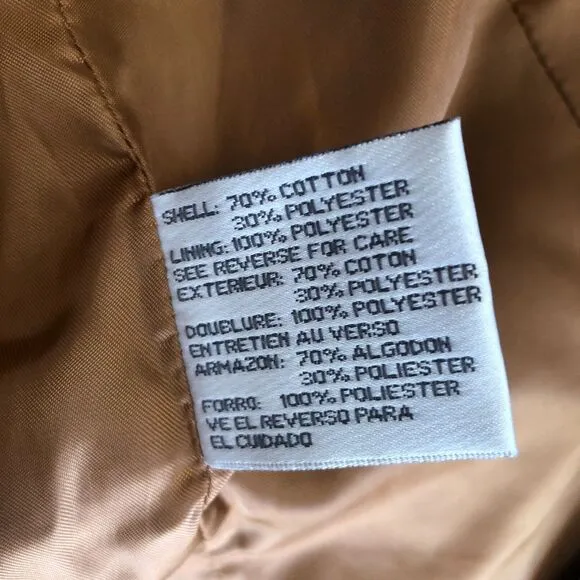 SHELL: 70% COTTON
30% POLYESTER
LINING: 100% POLYESTER
SEE REVERSE FOR CARE
EXTERIEUR: 70% COTON
30% POLYESTER
DOUBLURE: 100% POLYESTER
ENTRETIEN AU VERSO
ARMAZON: 70% ALGODON
30% POLIESTER
FORRO: 100% POLIESTER
VE EL REVERSO PARA
EL CUIDADO